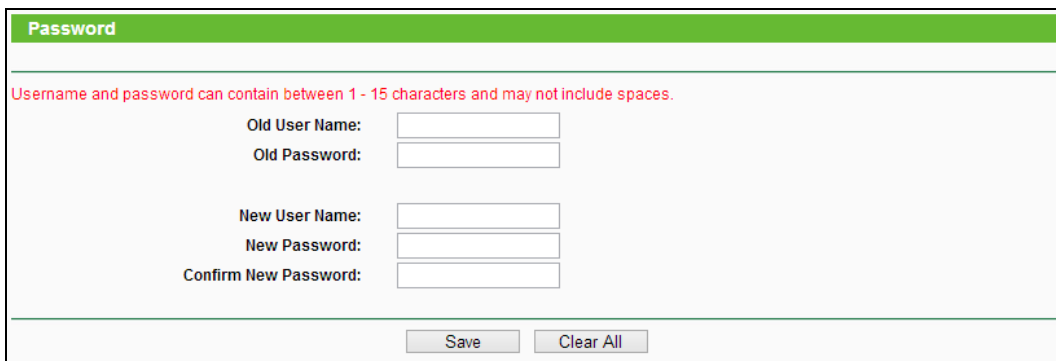 Password
Username and password can contain between 1 - 15 characters and may not include spaces.
Old User Name:
Old Password:
New User Name:
New Password:
Confirm New Password:
Save Clear All